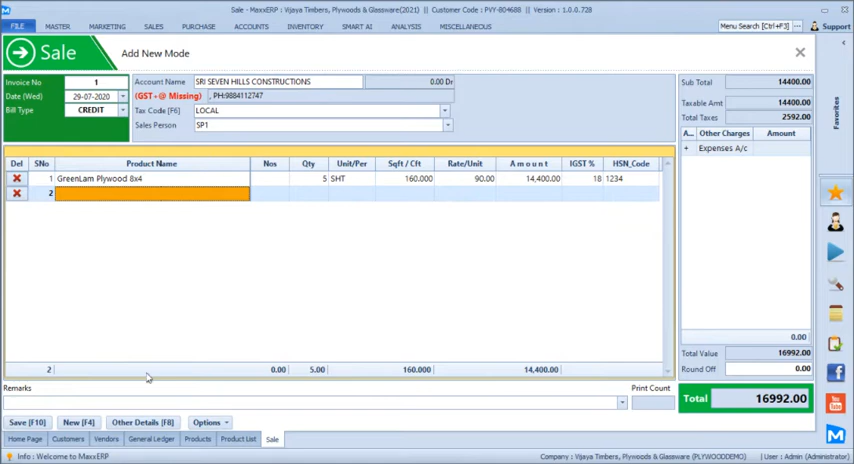 Sale - MaxxERP : Vijaya Timbers, Plywoods & Glassware(2021) || Customer Code : PVY-804688 || Version : 1.0.0.728
FILE MASTER MARKETING SALES PURCHASE ACCOUNTS INVENTORY SMART AI ANALYSIS MISCELLANEOUS Menu Search [Ctrl+F3] ... Support
Sale Add New Mode
Invoice No 1 Account Name SRI SEVEN HILLS CONSTRUCTIONS 0.00 Dr Sub Total 14400.00
Date (Wed) 29-07-2020 (GST+@ Missing) , PH:9884112747
Taxable Amt 14400.00
Bill Type CREDIT Tax Code [F6] LOCAL
Total Taxes 2592.00
Sales Person SP1
A... Other Charges Amount
+ Expenses A/c
Favorites
Del SNo Product Name Nos Qty Unit/Per Sqft / Cft Rate/Unit A m o u n t IGST % HSN_Code
1 GreenLam Plywood 8x4 5 SHT 160.000 90.00 14,400.00 18 1234
2
0.00
Total Value 16992.00
2 0.00 5.00 160.000 14,400.00
Round Off 0.00
Remarks Print Count
Total 16992.00
Save [F10] New [F4] Other Details [F8] Options
Home Page Customers Vendors General Ledger Products Product List Sale
You
Tube
Info : Welcome to MaxxERP Company : Vijaya Timbers, Plywoods & Glassware (PLYWOODDEMO) User : Admin (Administrator)